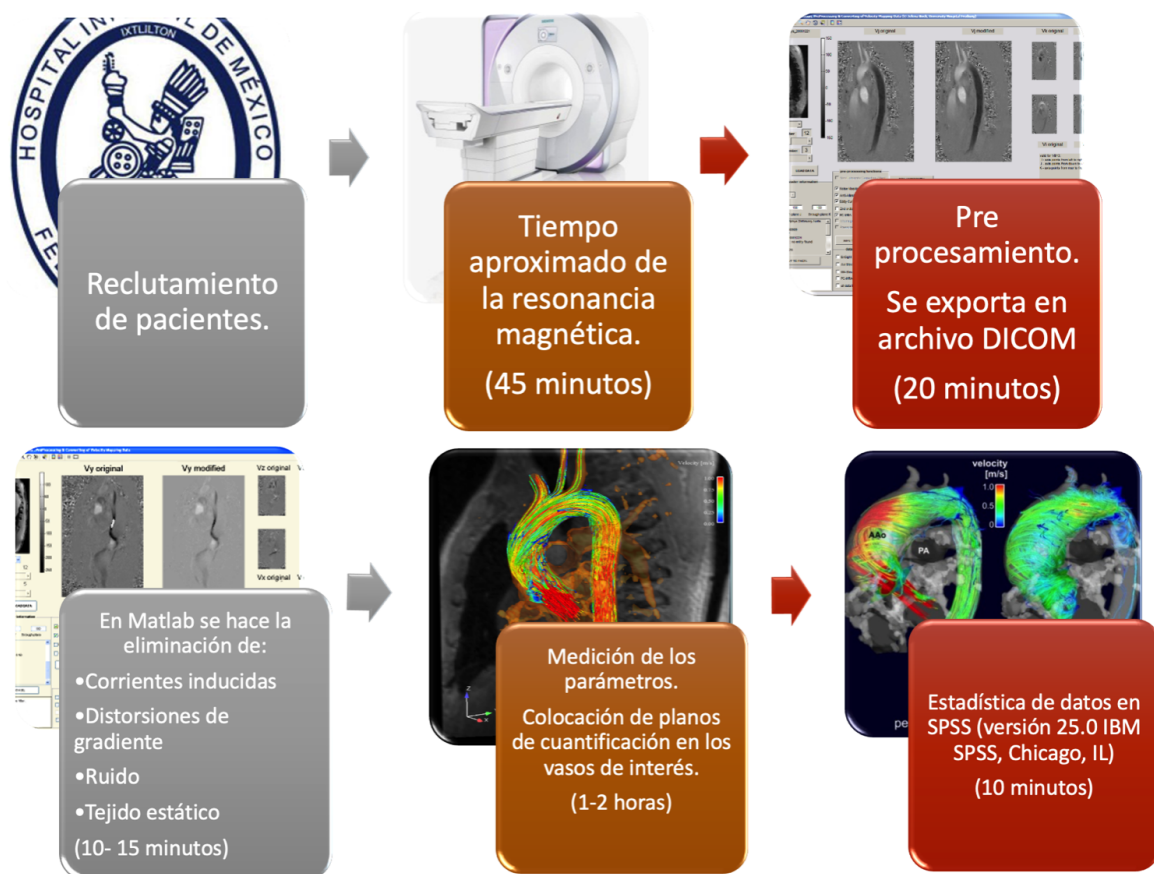 HOSPITAL INF
L DE MÉXICO
IXTLILTON
FE
Reclutamiento
de pacientes.
Tiempo
aproximado de
la resonancia
magnética.
(45 minutos)
Vy original
Vy modified
Vx original
Pre
procesamiento.
Se exporta en
archivo DICOM
(20 minutos)
Vy original
Vy modified
Vz original
Vx original
En Matlab se hace la
eliminación de:
•Corrientes inducidas
•Distorsiones de
gradiente
•Ruido
•Tejido estático
(10- 15 minutos)
Z
X
Medición de los
parámetros.
Colocación de planos
de cuantificación en los
vasos de interés.
(1-2 horas)
velocity
[m/s]
1.0
0.5
0
AAo
PA
pe
Estadística de datos en
SPSS (versión 25.0 IBM
SPSS, Chicago, IL)
(10 minutos)